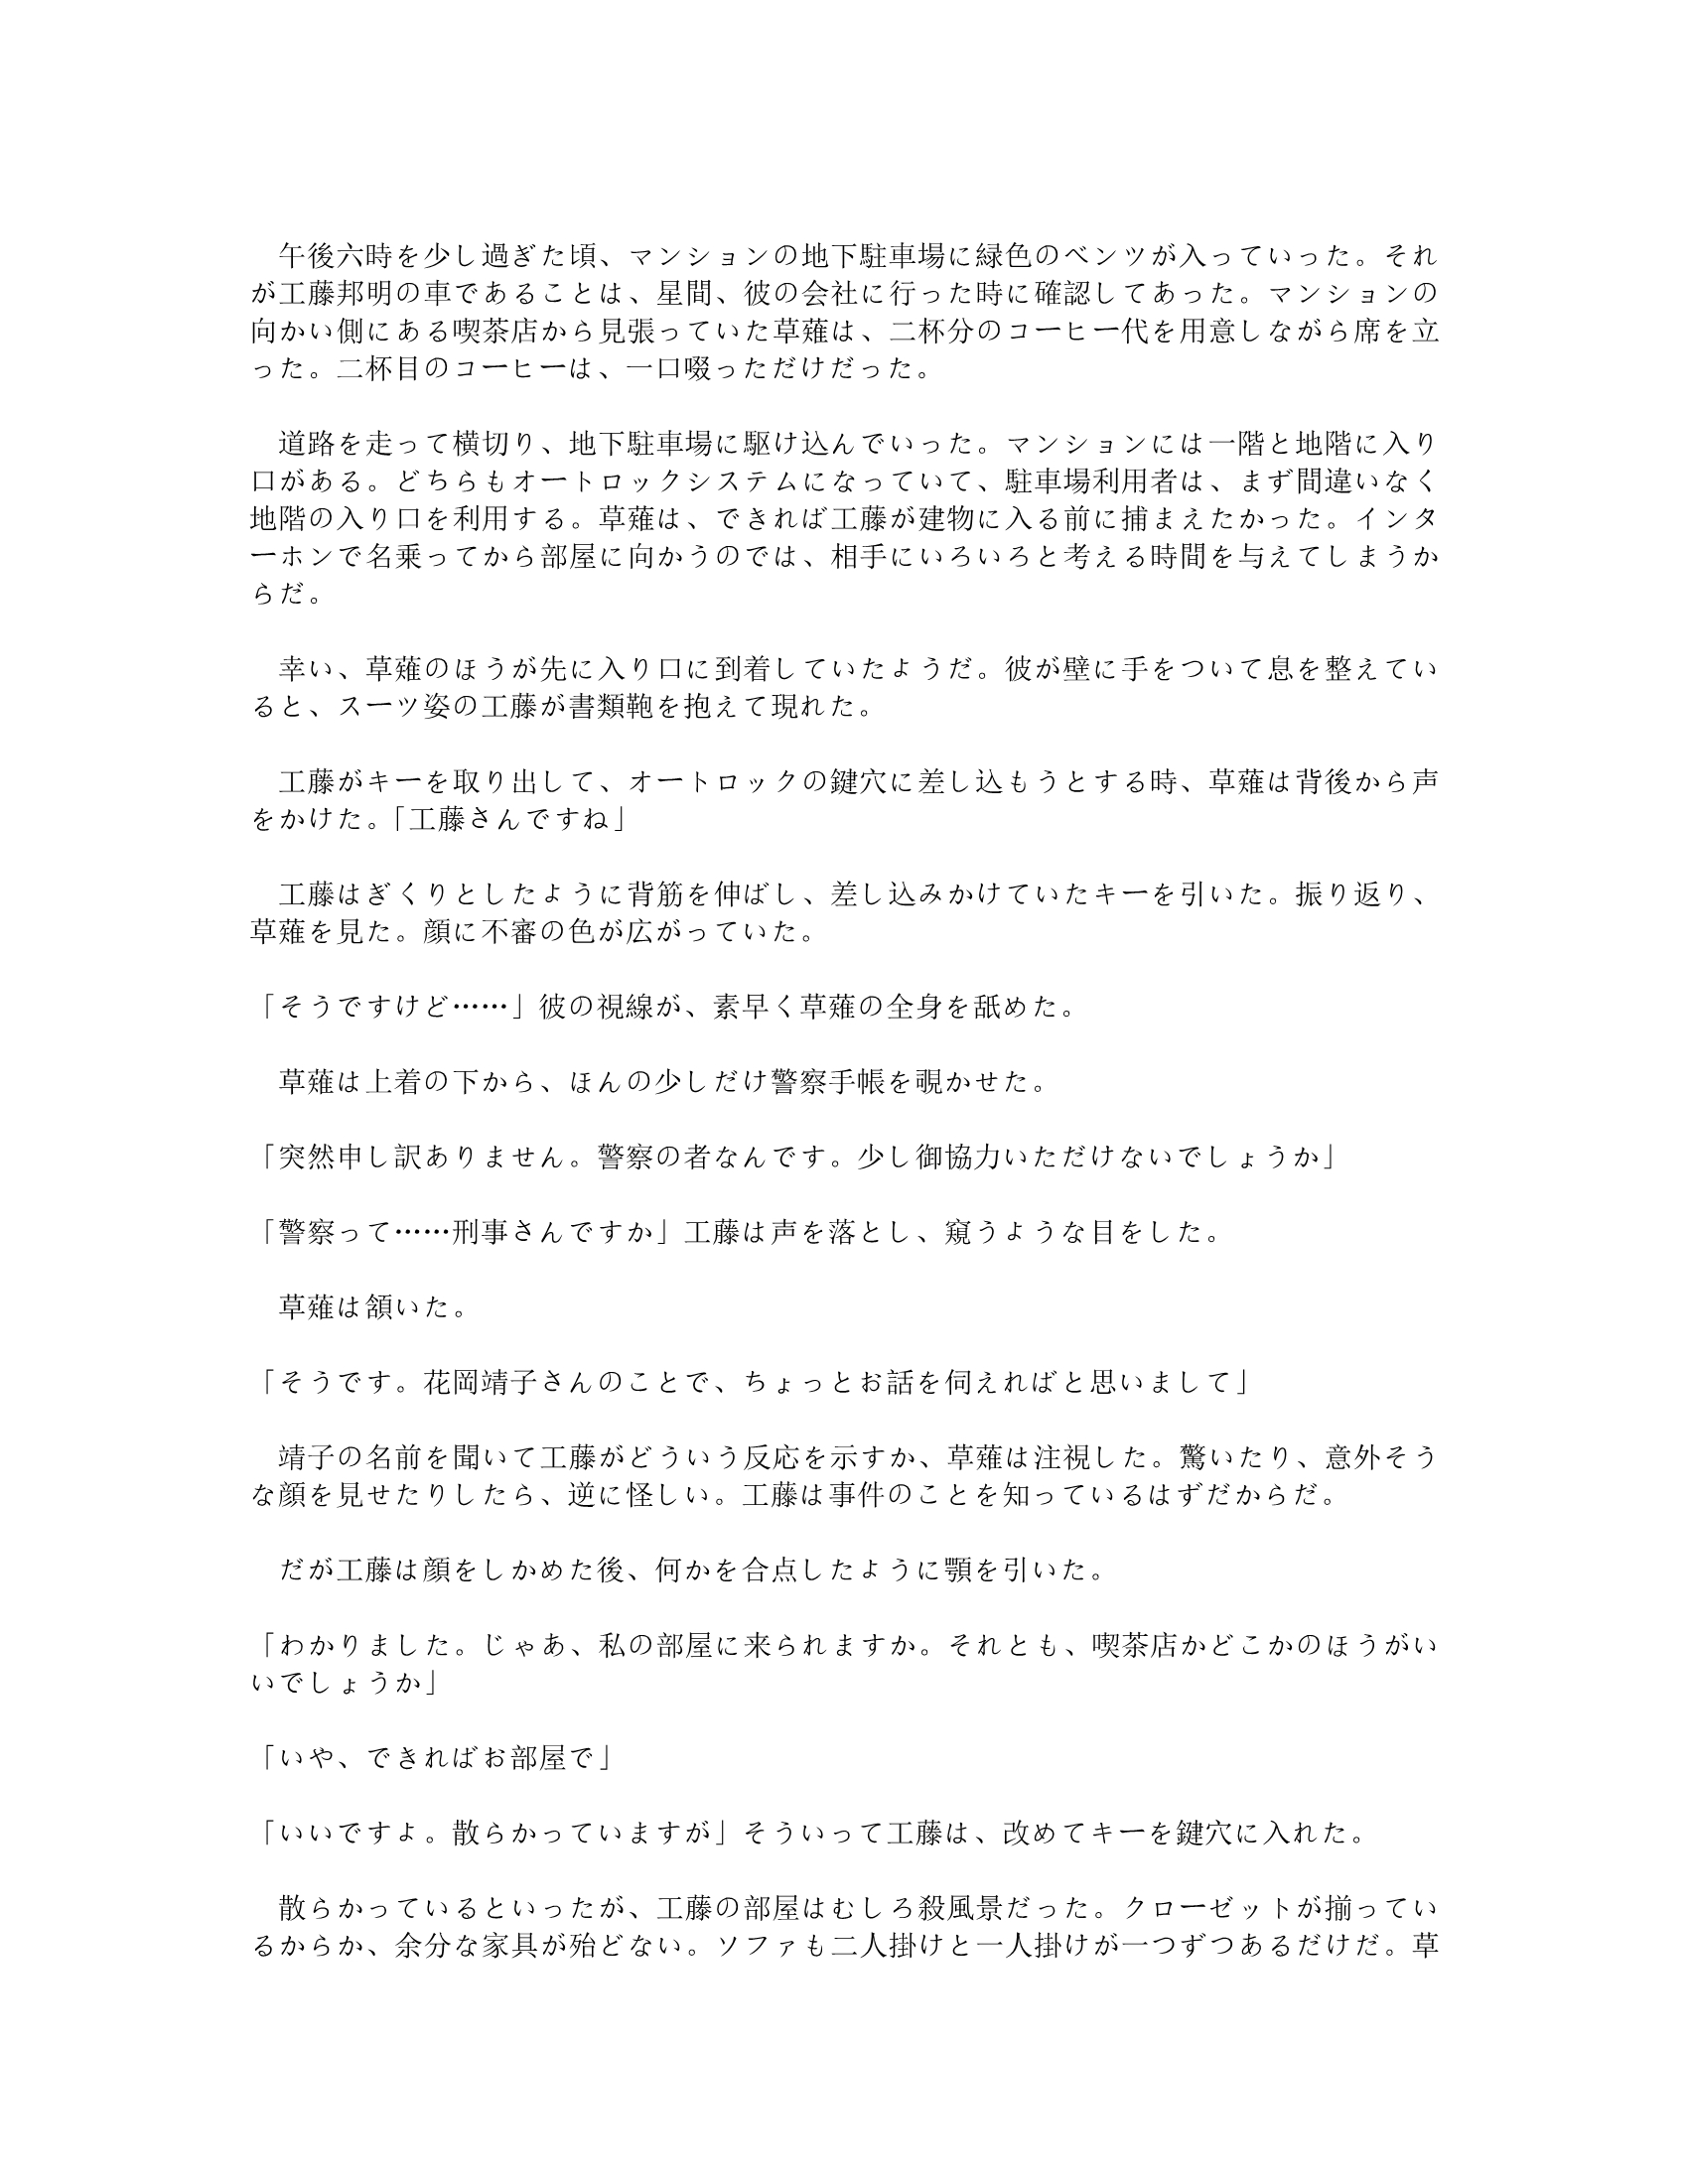 午後六時を少し過ぎた頃、マンションの地下駐車場に緑色のベンツが入っていった。それ
が工藤邦明の車であることは、星間、彼の会社に行った時に確認してあった。マンションの
向かい側にある喫茶店から見張っていた草薙は、二杯分のコーヒー代を用意しながら席を立
った。二杯目のコーヒーは、一口啜っただけだった。
道路を走って横切り、地下駐車場に駆け込んでいった。マンションには一階と地階に入り
口がある。どちらもオートロックシステムになっていて、駐車場利用者は、まず間違いなく
地階の入り口を利用する。草薙は、できれば工藤が建物に入る前に捕まえたかった。インタ
ーホンで名乗ってから部屋に向かうのでは、相手にいろいろと考える時間を与えてしまうか
らだ。
幸い、草薙のほうが先に入り口に到着していたようだ。彼が壁に手をついて息を整えてい
ると、スーツ姿の工藤が書類鞄を抱えて現れた。
工藤がキーを取り出して、オートロックの鍵穴に差し込もうとする時、草薙は背後から声
をかけた。「工藤さんですね」
工藤はぎくりとしたように背筋を伸ばし、差し込みかけていたキーを引いた。振り返り、
草薙を見た。顔に不審の色が広がっていた。
「そうですけど……」彼の視線が、素早く草薙の全身を舐めた。
草薙は上着の下から、ほんの少しだけ警察手帳を覗かせた。
「突然申し訳ありません。警察の者なんです。少し御協力いただけないでしょうか」
「警察って……刑事さんですか」工藤は声を落とし、窺うような目をした。
草薙は頷いた。
「そうです。花岡靖子さんのことで、ちょっとお話を伺えればと思いまして」
靖子の名前を聞いて工藤がどういう反応を示すか、草薙は注視した。驚いたり、意外そう
な顔を見せたりしたら、逆に怪しい。工藤は事件のことを知っているはずだからだ。
だが工藤は顔をしかめた後、何かを合点したように顎を引いた。
「わかりました。じゃあ、私の部屋に来られますか。それとも、喫茶店かどこかのほうがい
いでしょうか」
「いや、できればお部屋で」
「いいですよ。散らかっていますが」そういって工藤は、改めてキーを鍵穴に入れた。
散らかっているといったが、工藤の部屋はむしろ殺風景だった。クローゼットが揃ってい
るからか、余分な家具が殆どない。ソファも二人掛けと一人掛けが一つずつあるだけだ。草